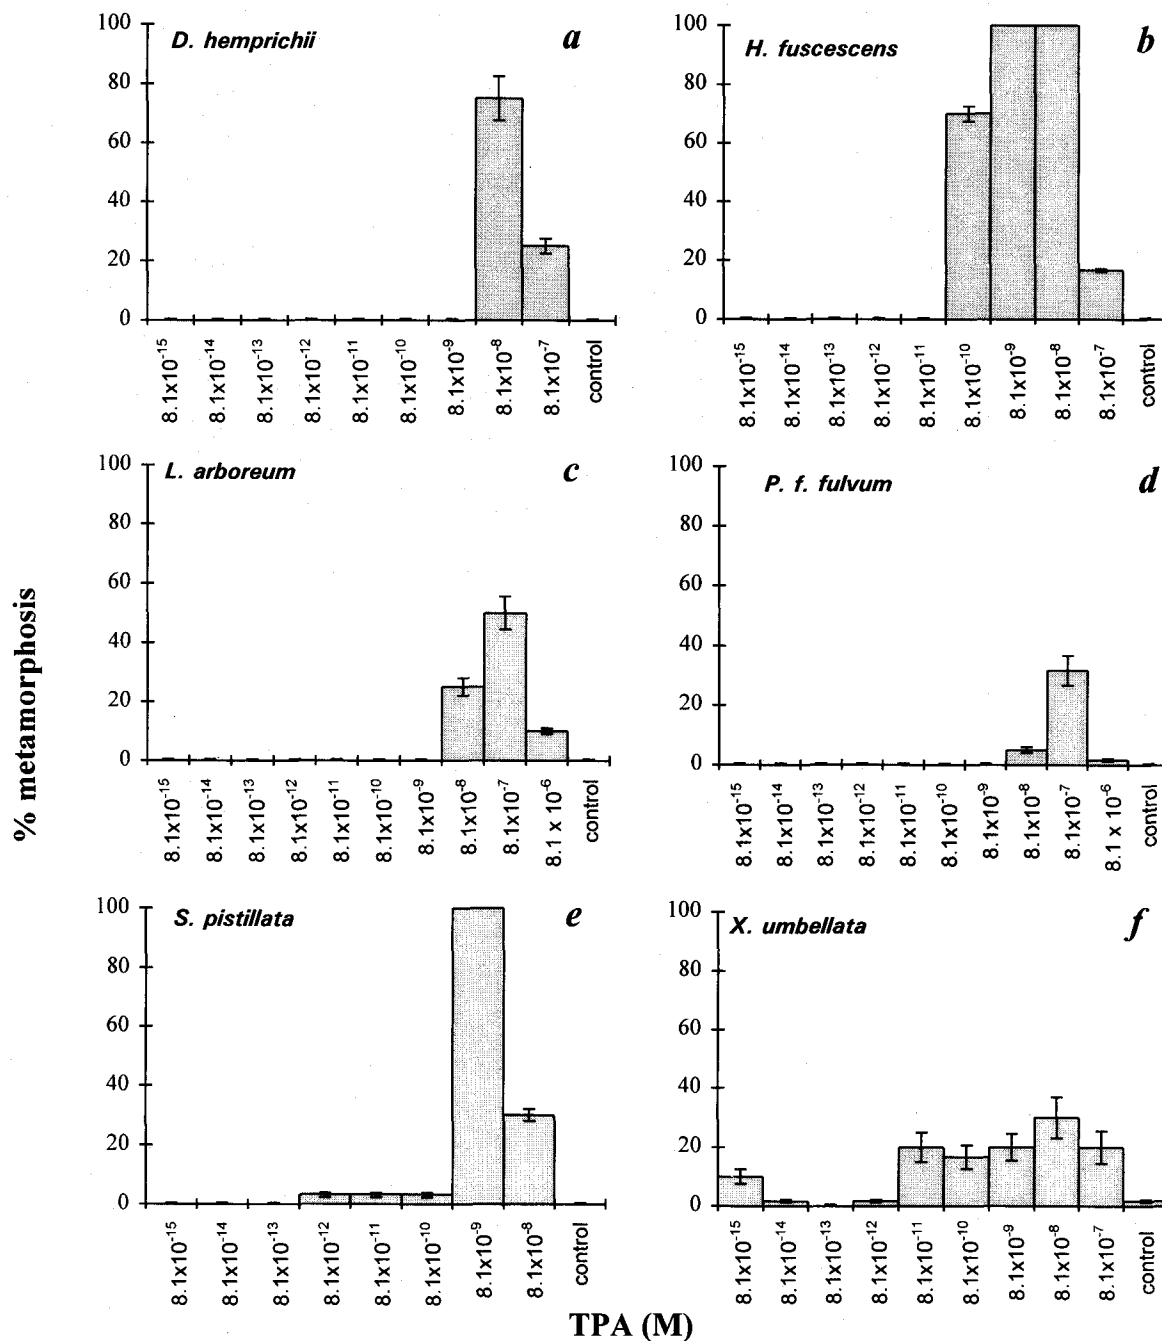 D. hemprichii a
100
80
60
40
20
0
8.1x10⁻¹⁵ 8.1x10⁻¹⁴ 8.1x10⁻¹³ 8.1x10⁻¹² 8.1x10⁻¹¹ 8.1x10⁻¹⁰ 8.1x10⁻⁹ 8.1x10⁻⁸ 8.1x10⁻⁷ control
H. fuscescens b
100
80
60
40
20
0
8.1x10⁻¹⁵ 8.1x10⁻¹⁴ 8.1x10⁻¹³ 8.1x10⁻¹² 8.1x10⁻¹¹ 8.1x10⁻¹⁰ 8.1x10⁻⁹ 8.1x10⁻⁸ 8.1x10⁻⁷ control
% metamorphosis
L. arboreum c
100
80
60
40
20
0
8.1x10⁻¹⁵ 8.1x10⁻¹⁴ 8.1x10⁻¹³ 8.1x10⁻¹² 8.1x10⁻¹¹ 8.1x10⁻¹⁰ 8.1x10⁻⁹ 8.1x10⁻⁸ 8.1x10⁻⁷ 8.1 x 10⁻⁶ control
P. f. fulvum d
100
80
60
40
20
0
8.1x10⁻¹⁵ 8.1x10⁻¹⁴ 8.1x10⁻¹³ 8.1x10⁻¹² 8.1x10⁻¹¹ 8.1x10⁻¹⁰ 8.1x10⁻⁹ 8.1x10⁻⁸ 8.1x10⁻⁷ 8.1 x 10⁻⁶ control
S. pistillata e
100
80
60
40
20
0
8.1x10⁻¹⁵ 8.1x10⁻¹⁴ 8.1x10⁻¹³ 8.1x10⁻¹² 8.1x10⁻¹¹ 8.1x10⁻¹⁰ 8.1x10⁻⁹ 8.1x10⁻⁸ control
X. umbellata f
100
80
60
40
20
0
8.1x10⁻¹⁵ 8.1x10⁻¹⁴ 8.1x10⁻¹³ 8.1x10⁻¹² 8.1x10⁻¹¹ 8.1x10⁻¹⁰ 8.1x10⁻⁹ 8.1x10⁻⁸ 8.1x10⁻⁷ control
TPA (M)